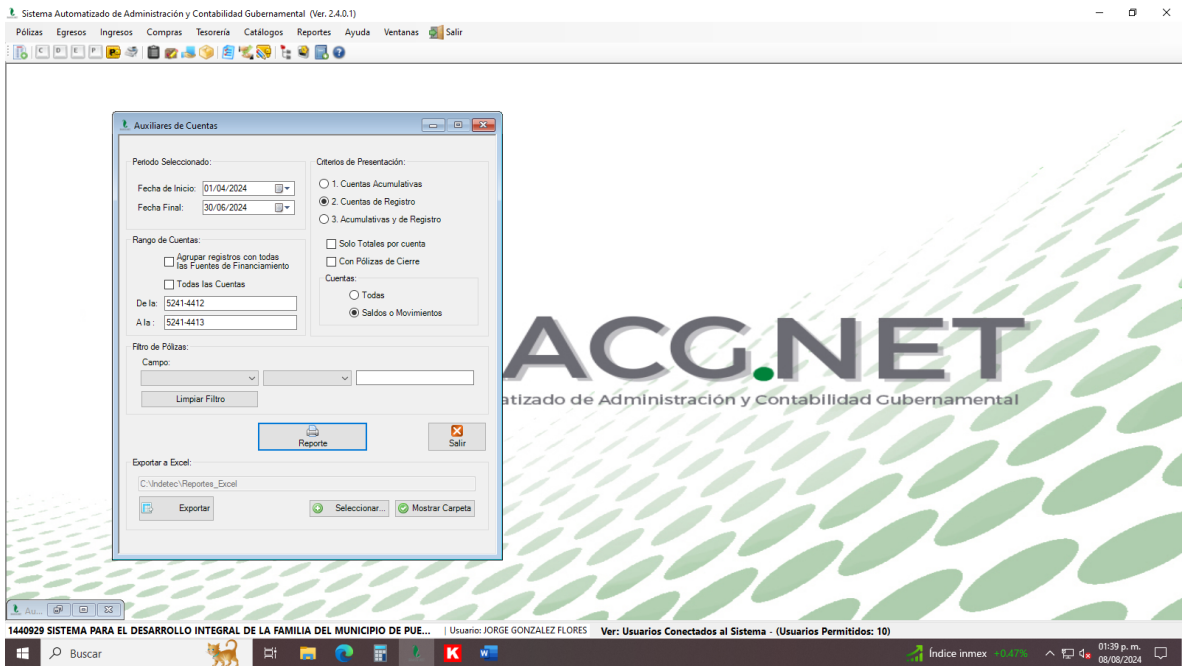 Sistema Automatizado de Administración y Contabilidad Gubernamental (Ver. 2.4.0.1)
Pólizas Egresos Ingresos Compras Tesorería Catálogos Reportes Ayuda Ventanas Salir
C D E P
Auxiliares de Cuentas
Periodo Seleccionado:
Fecha de Inicio: 01/04/2024
Fecha Final: 30/06/2024
Criterios de Presentación:
1. Cuentas Acumulativas
2. Cuentas de Registro
3. Acumulativas y de Registro
Rango de Cuentas:
Agrupar registros con todas
las Fuentes de Financiamiento
Todas las Cuentas
De la: 5241-4412
A la : 5241-4413
Solo Totales por cuenta
Con Pólizas de Cierre
Cuentas:
Todas
Saldos o Movimientos
Filtro de Pólizas:
Campo:
Limpiar Filtro
Reporte
Salir
Exportar a Excel:
C:\Indetec\Reportes_Excel
Exportar
Seleccionar...
Mostrar Carpeta
ACG.NET
atizado de Administración y Contabilidad Gubernamental
Au...
1440929 SISTEMA PARA EL DESARROLLO INTEGRAL DE LA FAMILIA DEL MUNICIPIO DE PUE... | Usuario: JORGE GONZALEZ FLORES Ver: Usuarios Conectados al Sistema - (Usuarios Permitidos: 10)
Buscar
K
W
Índice inmex +0.47%
01:39 p. m.
08/08/2024